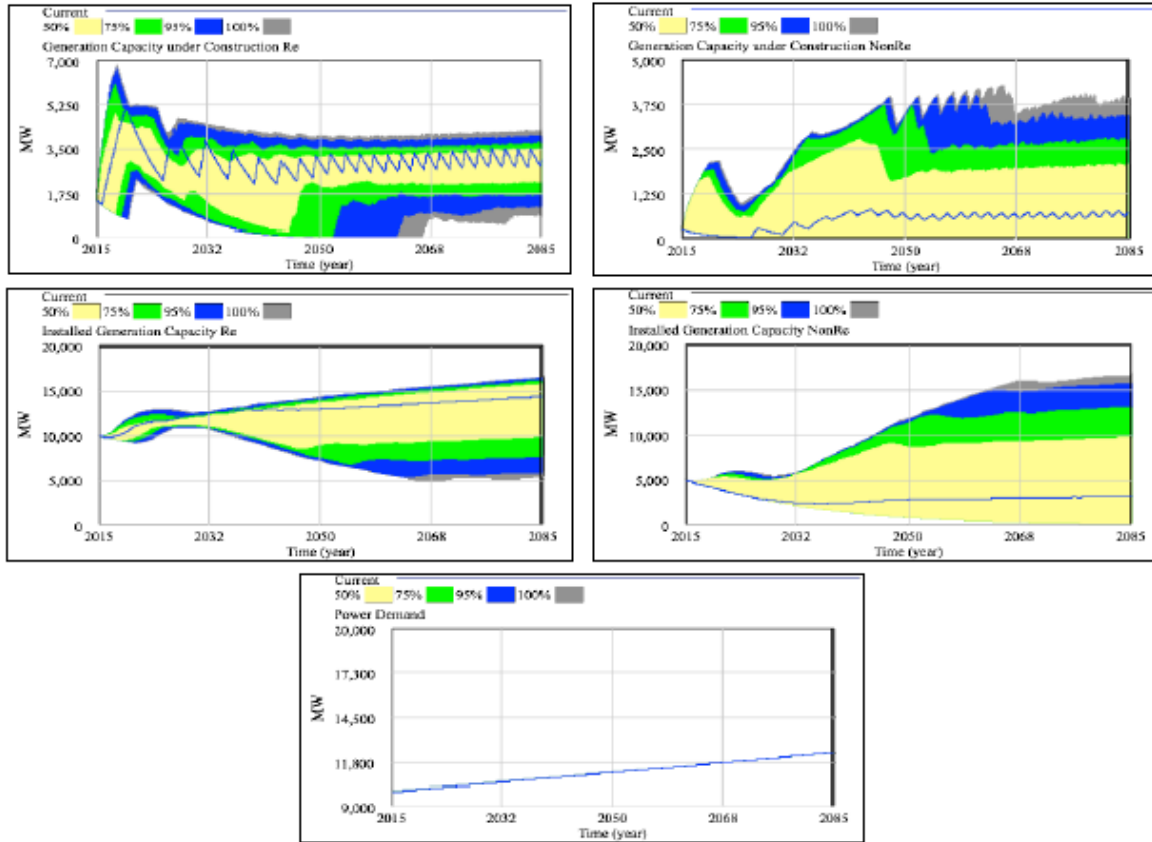 Current
50% 75% 95% 100%
Generation Capacity under Construction Re
7,000
5,250
3,500
1,750
0
MW
2015 2032 2050 2068 2085
Time (year)
Current
50% 75% 95% 100%
Generation Capacity under Construction NonRe
5,000
3,750
2,500
1,250
0
MW
2015 2032 2050 2068 2085
Time (year)
Current
50% 75% 95% 100%
Installed Generation Capacity Re
20,000
15,000
10,000
5,000
0
MW
2015 2032 2050 2068 2085
Time (year)
Current
50% 75% 95% 100%
Installed Generation Capacity NonRe
20,000
15,000
10,000
5,000
0
MW
2015 2032 2050 2068 2085
Time (year)
Current
50% 75% 95% 100%
Power Demand
20,000
17,300
14,500
11,800
9,000
MW
2015 2032 2050 2068 2085
Time (year)